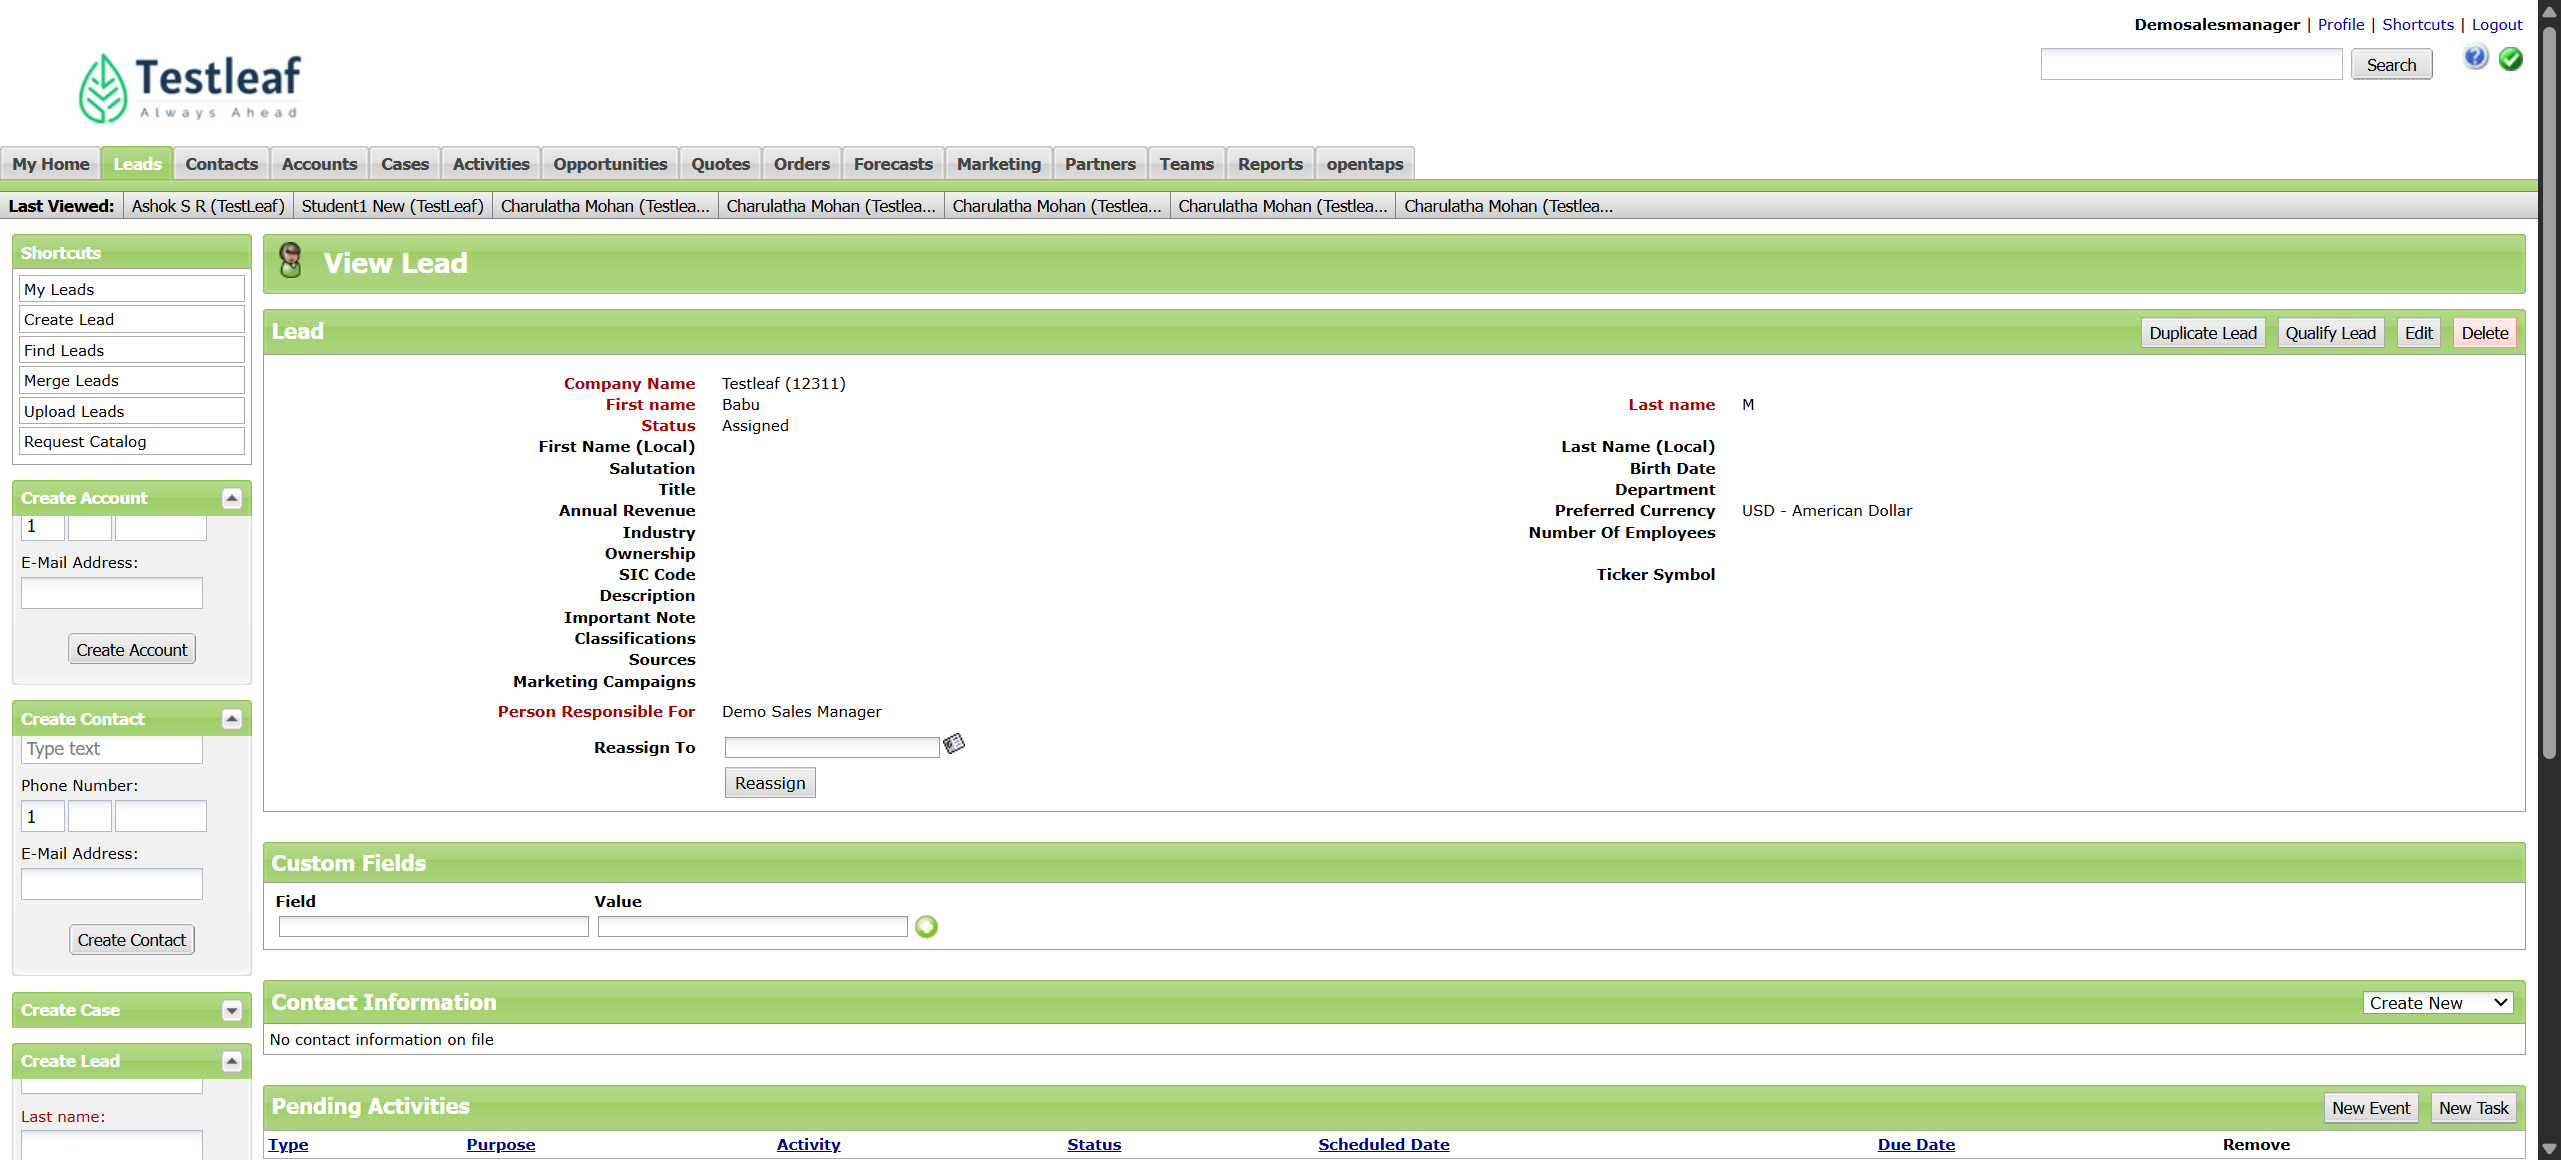 Demosalesmanager | Profile | Shortcuts | Logout
Testleaf
Always Ahead
Search
My Home Leads Contacts Accounts Cases Activities Opportunities Quotes Orders Forecasts Marketing Partners Teams Reports opentaps
Last Viewed: Ashok S R (TestLeaf) Student1 New (TestLeaf) Charulatha Mohan (Testlea... Charulatha Mohan (Testlea... Charulatha Mohan (Testlea... Charulatha Mohan (Testlea... Charulatha Mohan (Testlea...
Shortcuts
My Leads
Create Lead
Find Leads
Merge Leads
Upload Leads
Request Catalog
Create Account
1
E-Mail Address:
Create Account
Create Contact
Type text
Phone Number:
1
E-Mail Address:
Create Contact
Create Case
Create Lead
Last name:
View Lead
Lead
Duplicate Lead Qualify Lead Edit Delete
Company Name Testleaf (12311)
First name Babu Last name M
Status Assigned
First Name (Local) Last Name (Local)
Salutation Birth Date
Title Department
Annual Revenue Preferred Currency USD - American Dollar
Industry Number Of Employees
Ownership
SIC Code Ticker Symbol
Description
Important Note
Classifications
Sources
Marketing Campaigns
Person Responsible For Demo Sales Manager
Reassign To
Reassign
Custom Fields
Field Value
Contact Information
Create New
No contact information on file
Pending Activities
New Event New Task
Type Purpose Activity Status Scheduled Date Due Date Remove